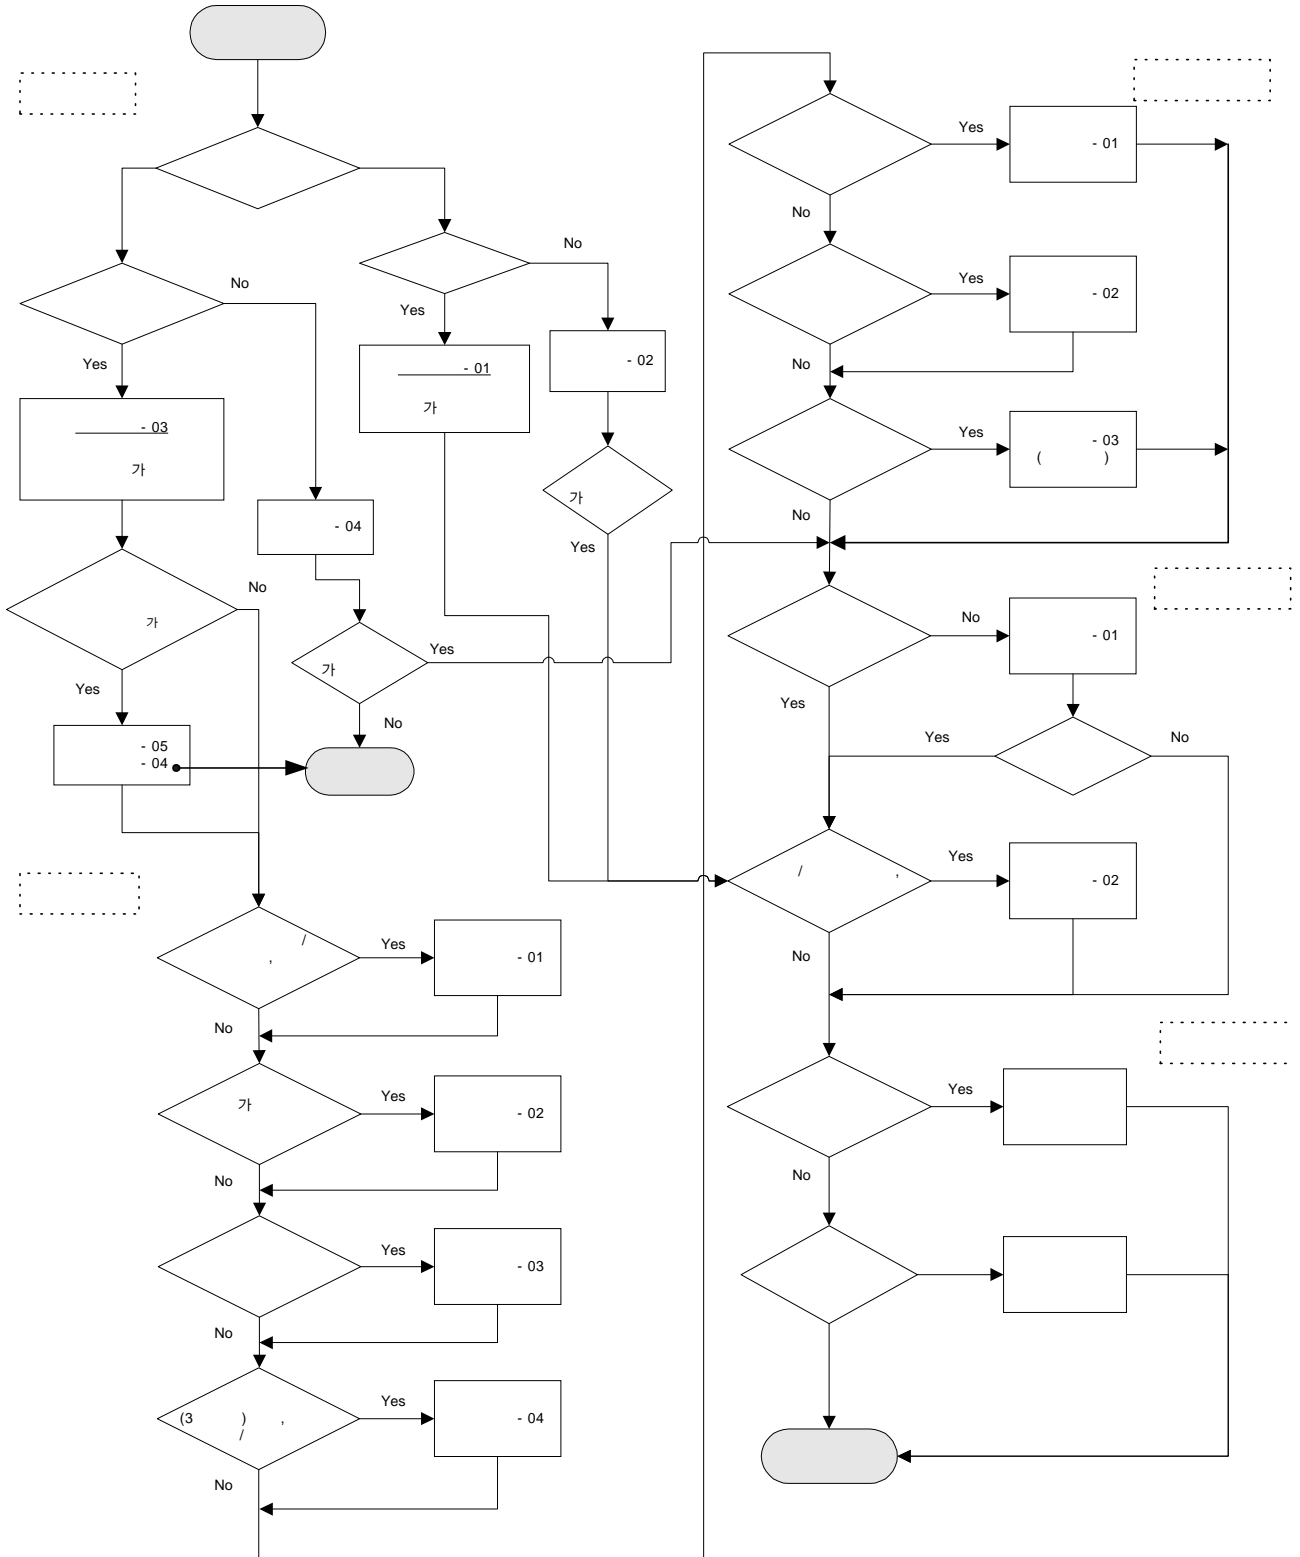 No
Yes
- 03
가
No
가
Yes
- 05
- 04
No
Yes
- 01
가
- 02
가
Yes
- 04
가
Yes
No
/
,
Yes
- 01
No
가
Yes
- 02
No
Yes
- 03
No
(3 ) ,
/
Yes
- 04
No
Yes
- 01
No
Yes
- 02
No
Yes
- 03
( )
No
No
- 01
Yes
Yes
No
/ ,
Yes
- 02
No
Yes
No